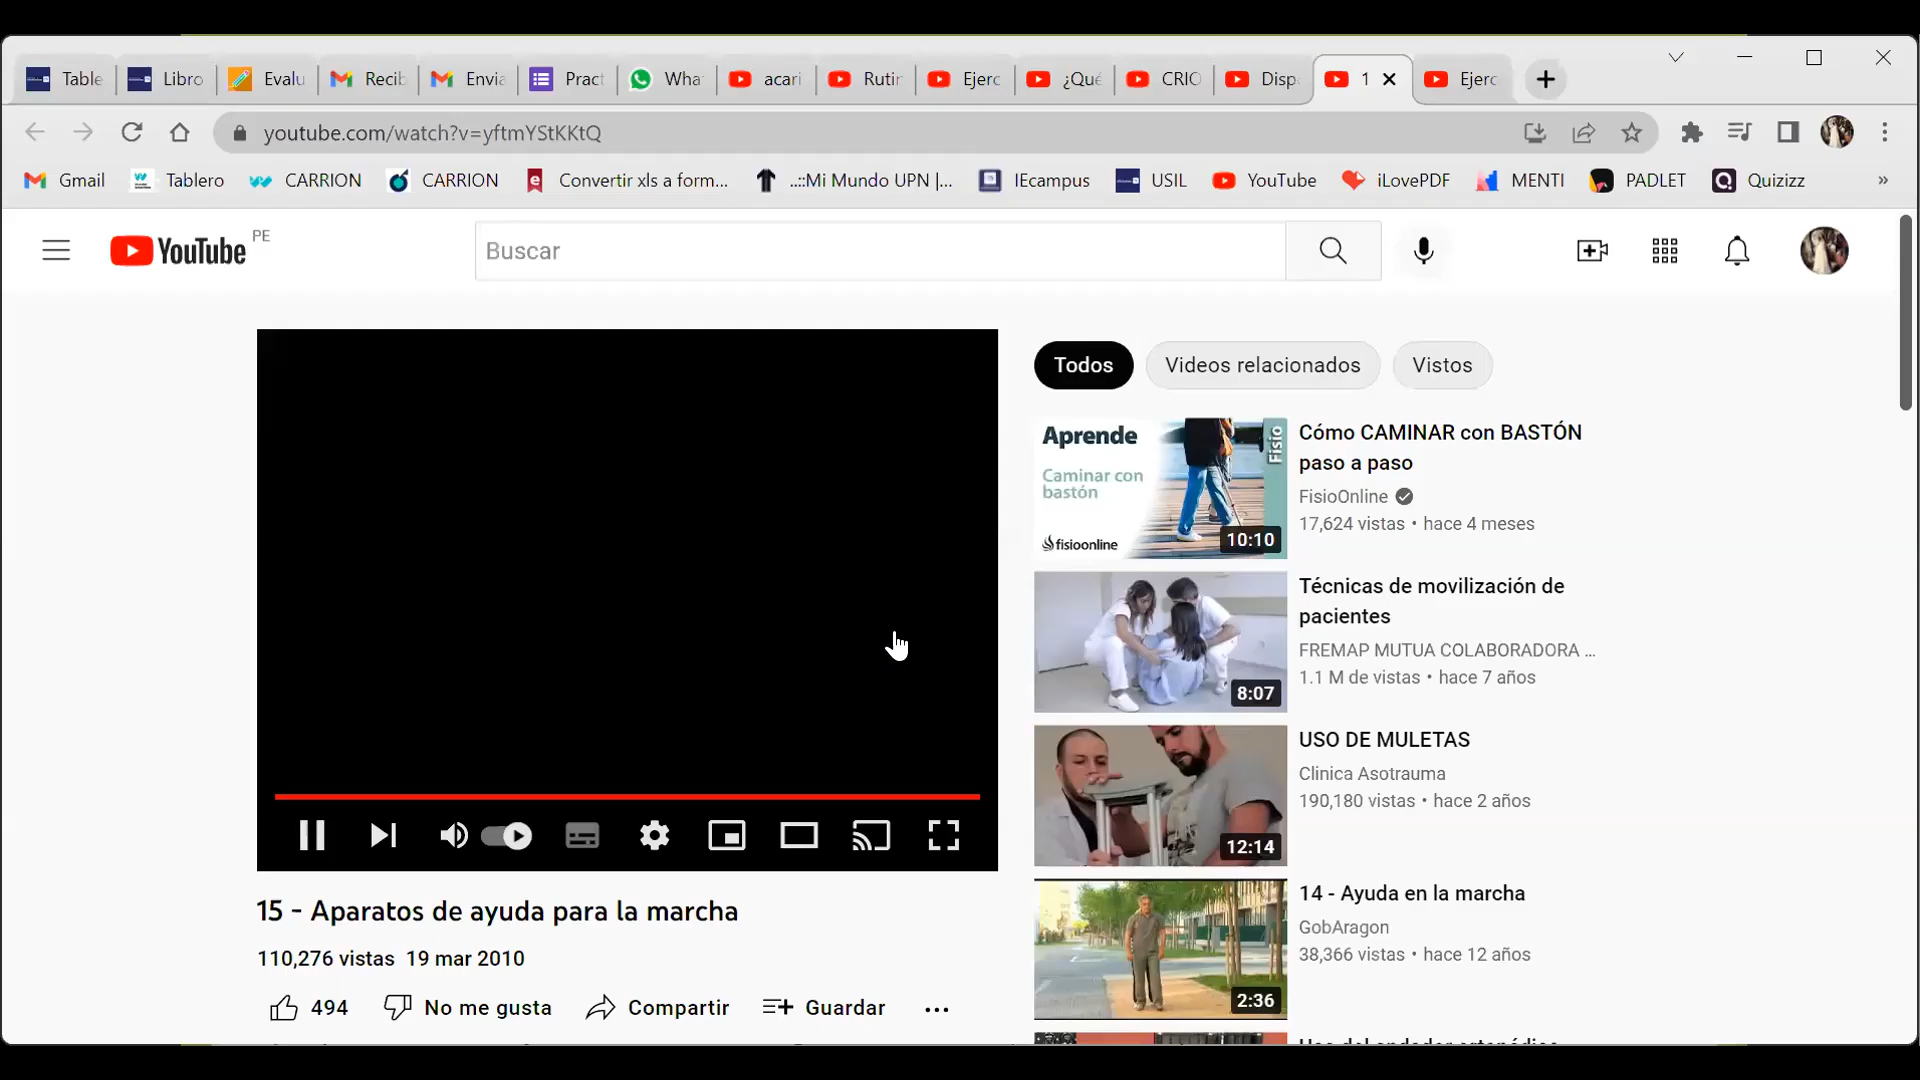 Table
Libro
Evalu
Recib
Envia
Pract
What
acari
Rutir
Ejerc
¿Qué
CRIO
Disp
1
Ejerc
youtube.com/watch?v=yftmYStKKtQ
Gmail
Tablero
CARRION
CARRION
Convertir xls a form...
..::Mi Mundo UPN |...
IEcampus
USIL
YouTube
iLovePDF
MENTI
PADLET
Quizizz
»
YouTube PE
Buscar
Todos
Videos relacionados
Vistos
Aprende
Caminar con
bastón
Fisio
fisioonline
10:10
Cómo CAMINAR con BASTÓN
paso a paso
FisioOnline
17,624 vistas • hace 4 meses
8:07
Técnicas de movilización de
pacientes
FREMAP MUTUA COLABORADORA ...
1.1 M de vistas • hace 7 años
12:14
USO DE MULETAS
Clinica Asotrauma
190,180 vistas • hace 2 años
2:36
14 - Ayuda en la marcha
GobAragon
38,366 vistas • hace 12 años
15 - Aparatos de ayuda para la marcha
110,276 vistas 19 mar 2010
494
No me gusta
Compartir
Guardar